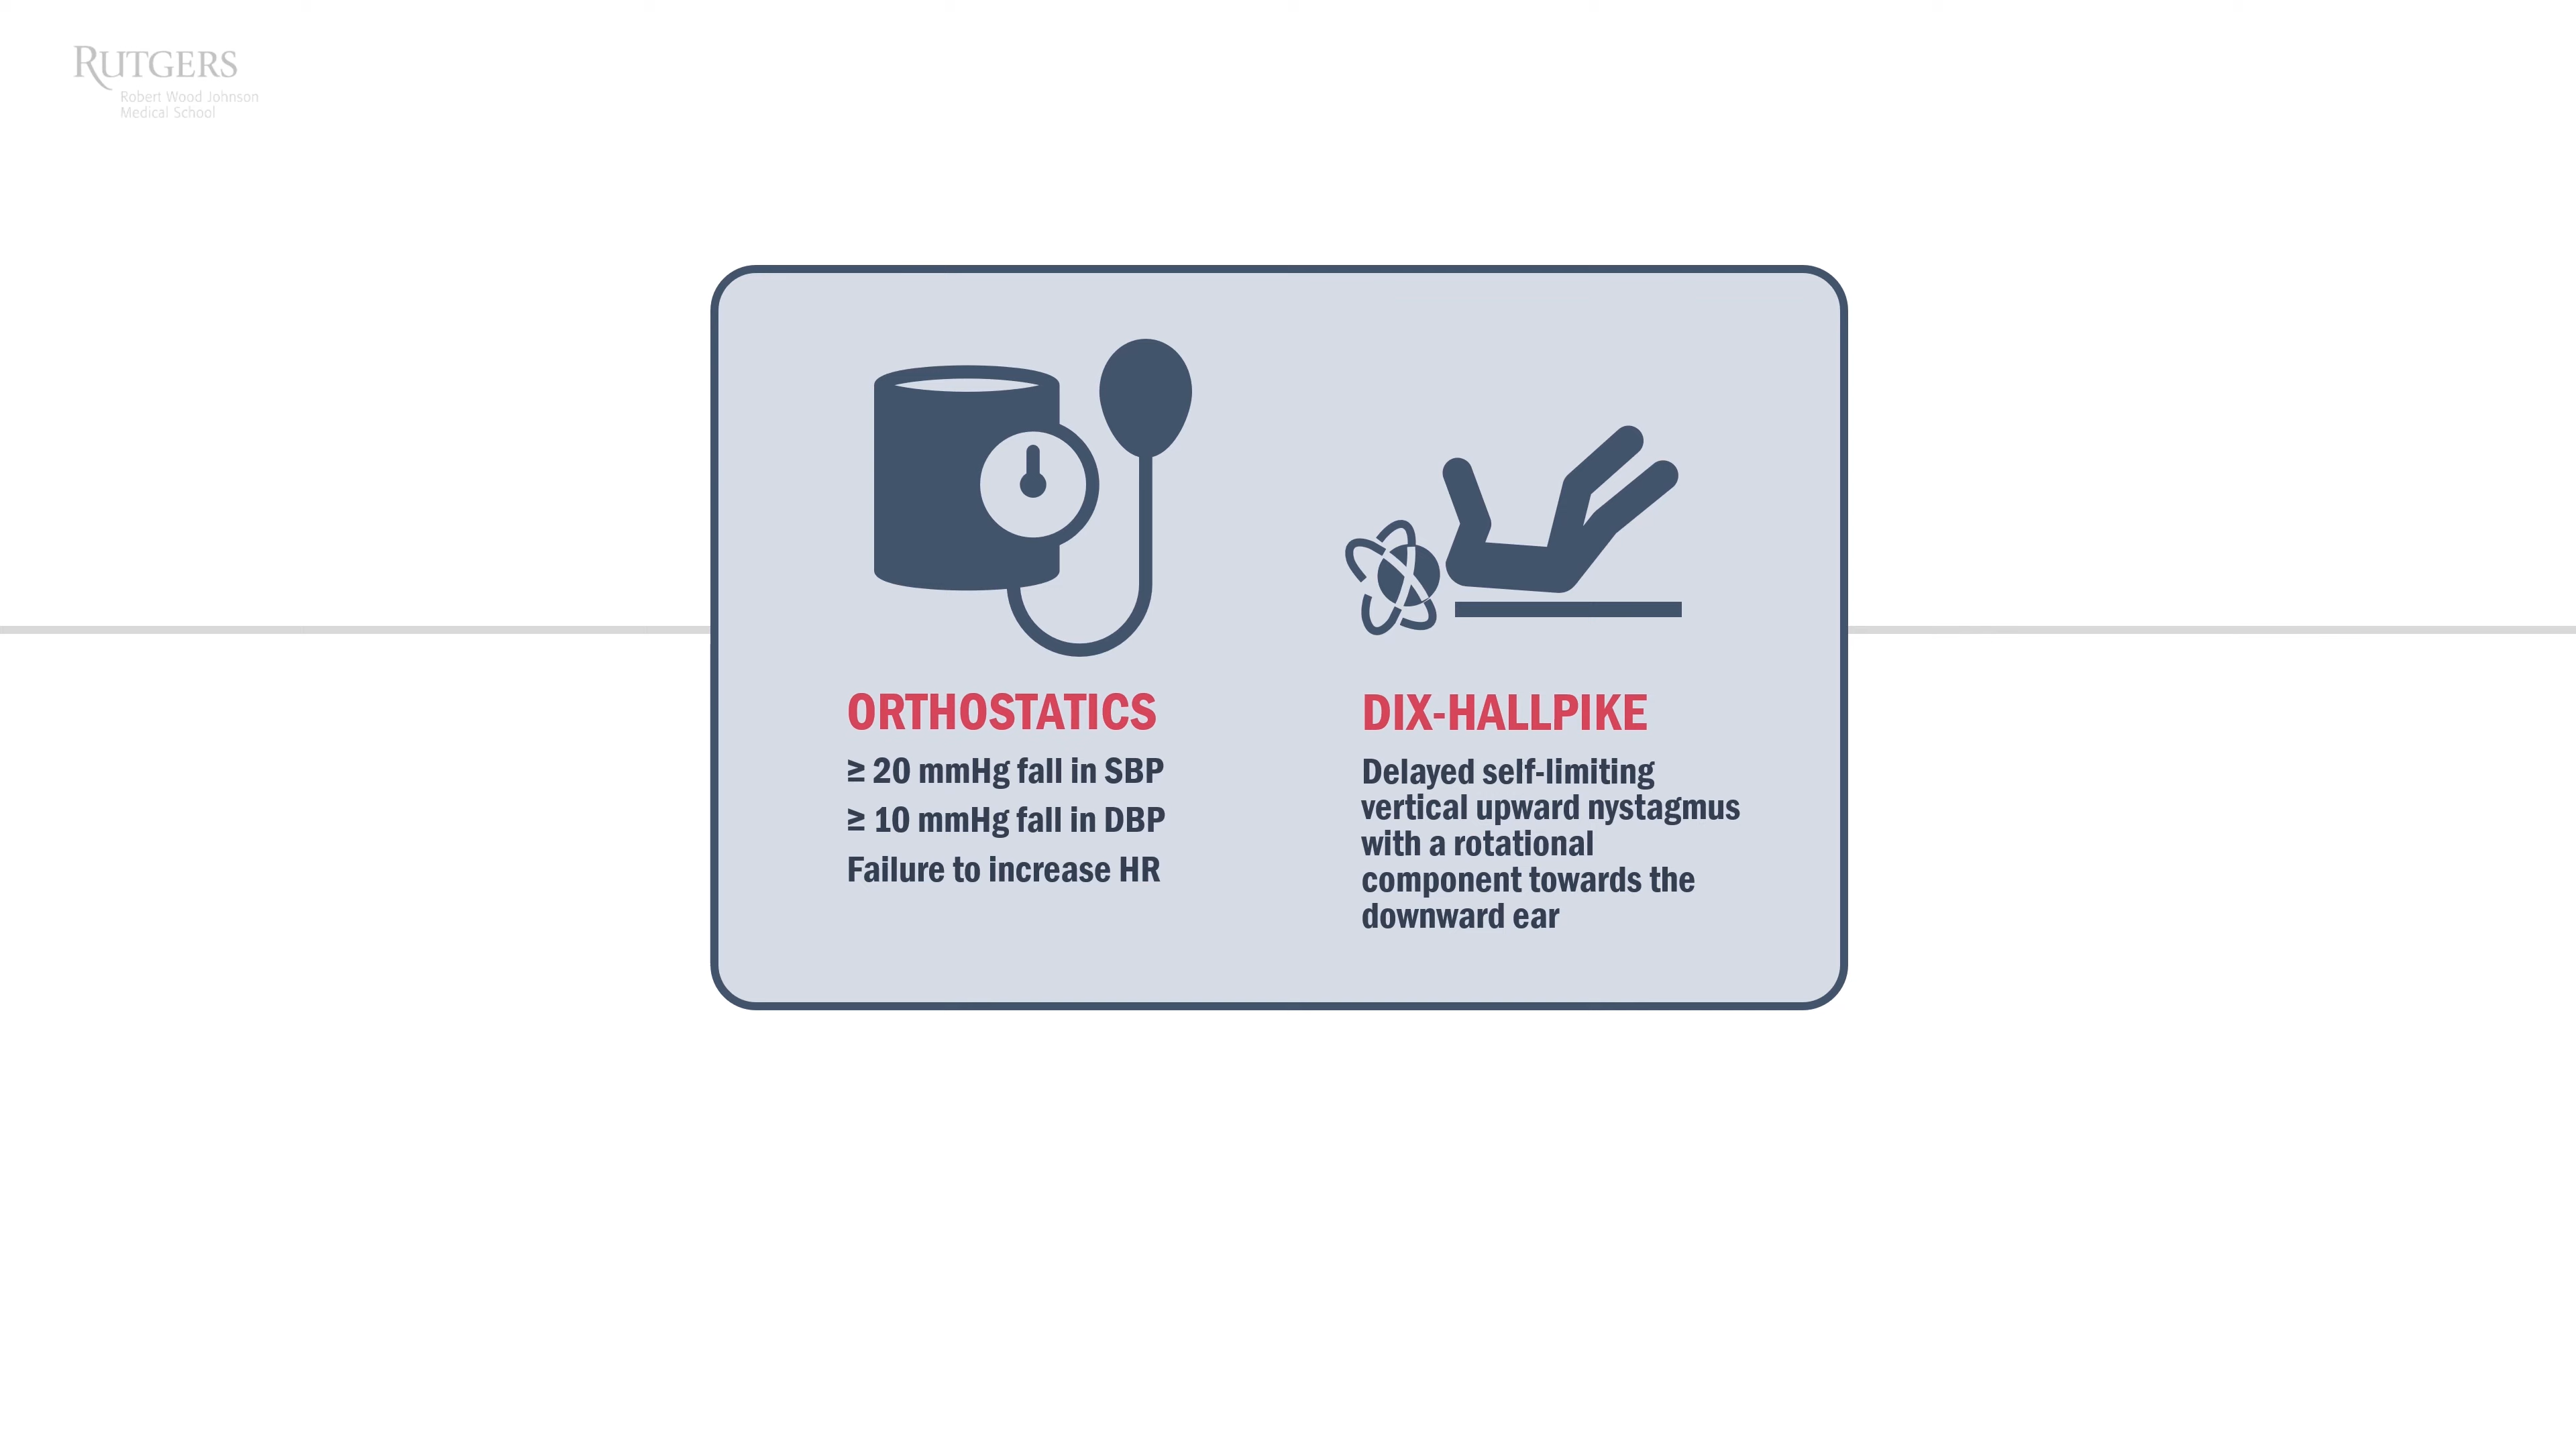 RUTGERS
Robert Wood Johnson
Medical School
ORTHOSTATICS
≥ 20 mmHg fall in SBP
≥ 10 mmHg fall in DBP
Failure to increase HR
DIX-HALLPIKE
Delayed self-limiting
vertical upward nystagmus
with a rotational
component towards the
downward ear